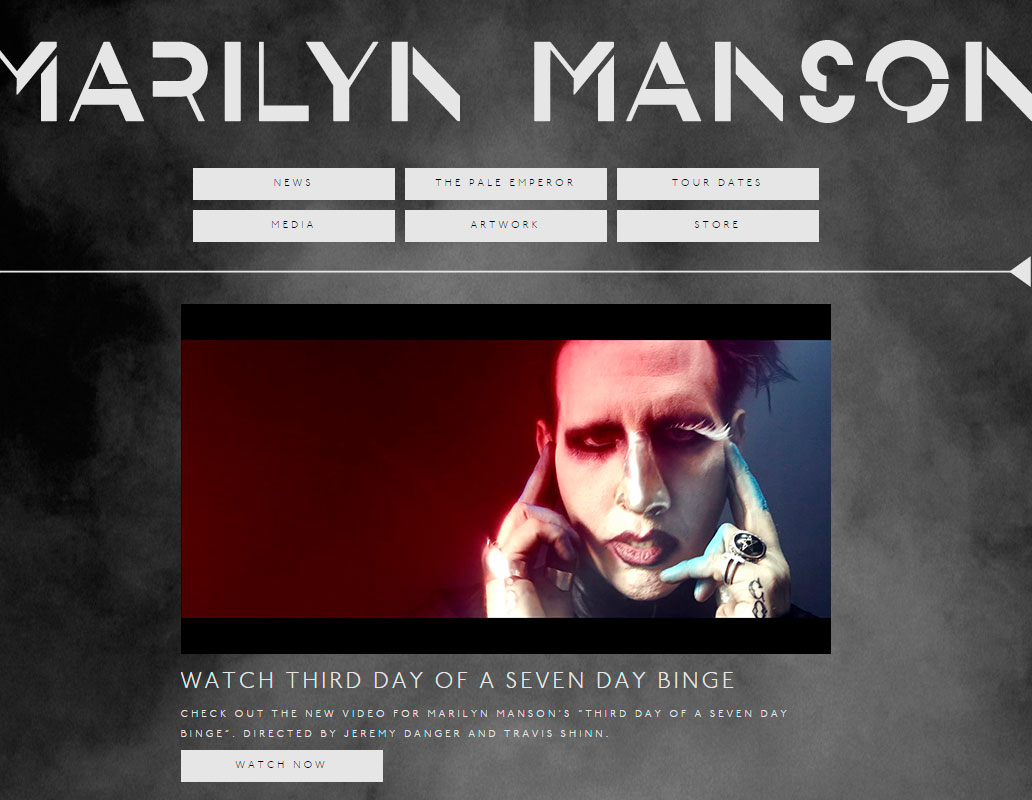 MARILYN MANSON
NEWS
THE PALE EMPEROR
TOUR DATES
MEDIA
ARTWORK
STORE
WATCH THIRD DAY OF A SEVEN DAY BINGE
CHECK OUT THE NEW VIDEO FOR MARILYN MANSON'S "THIRD DAY OF A SEVEN DAY
BINGE". DIRECTED BY JEREMY DANGER AND TRAVIS SHINN.
WATCH NOW